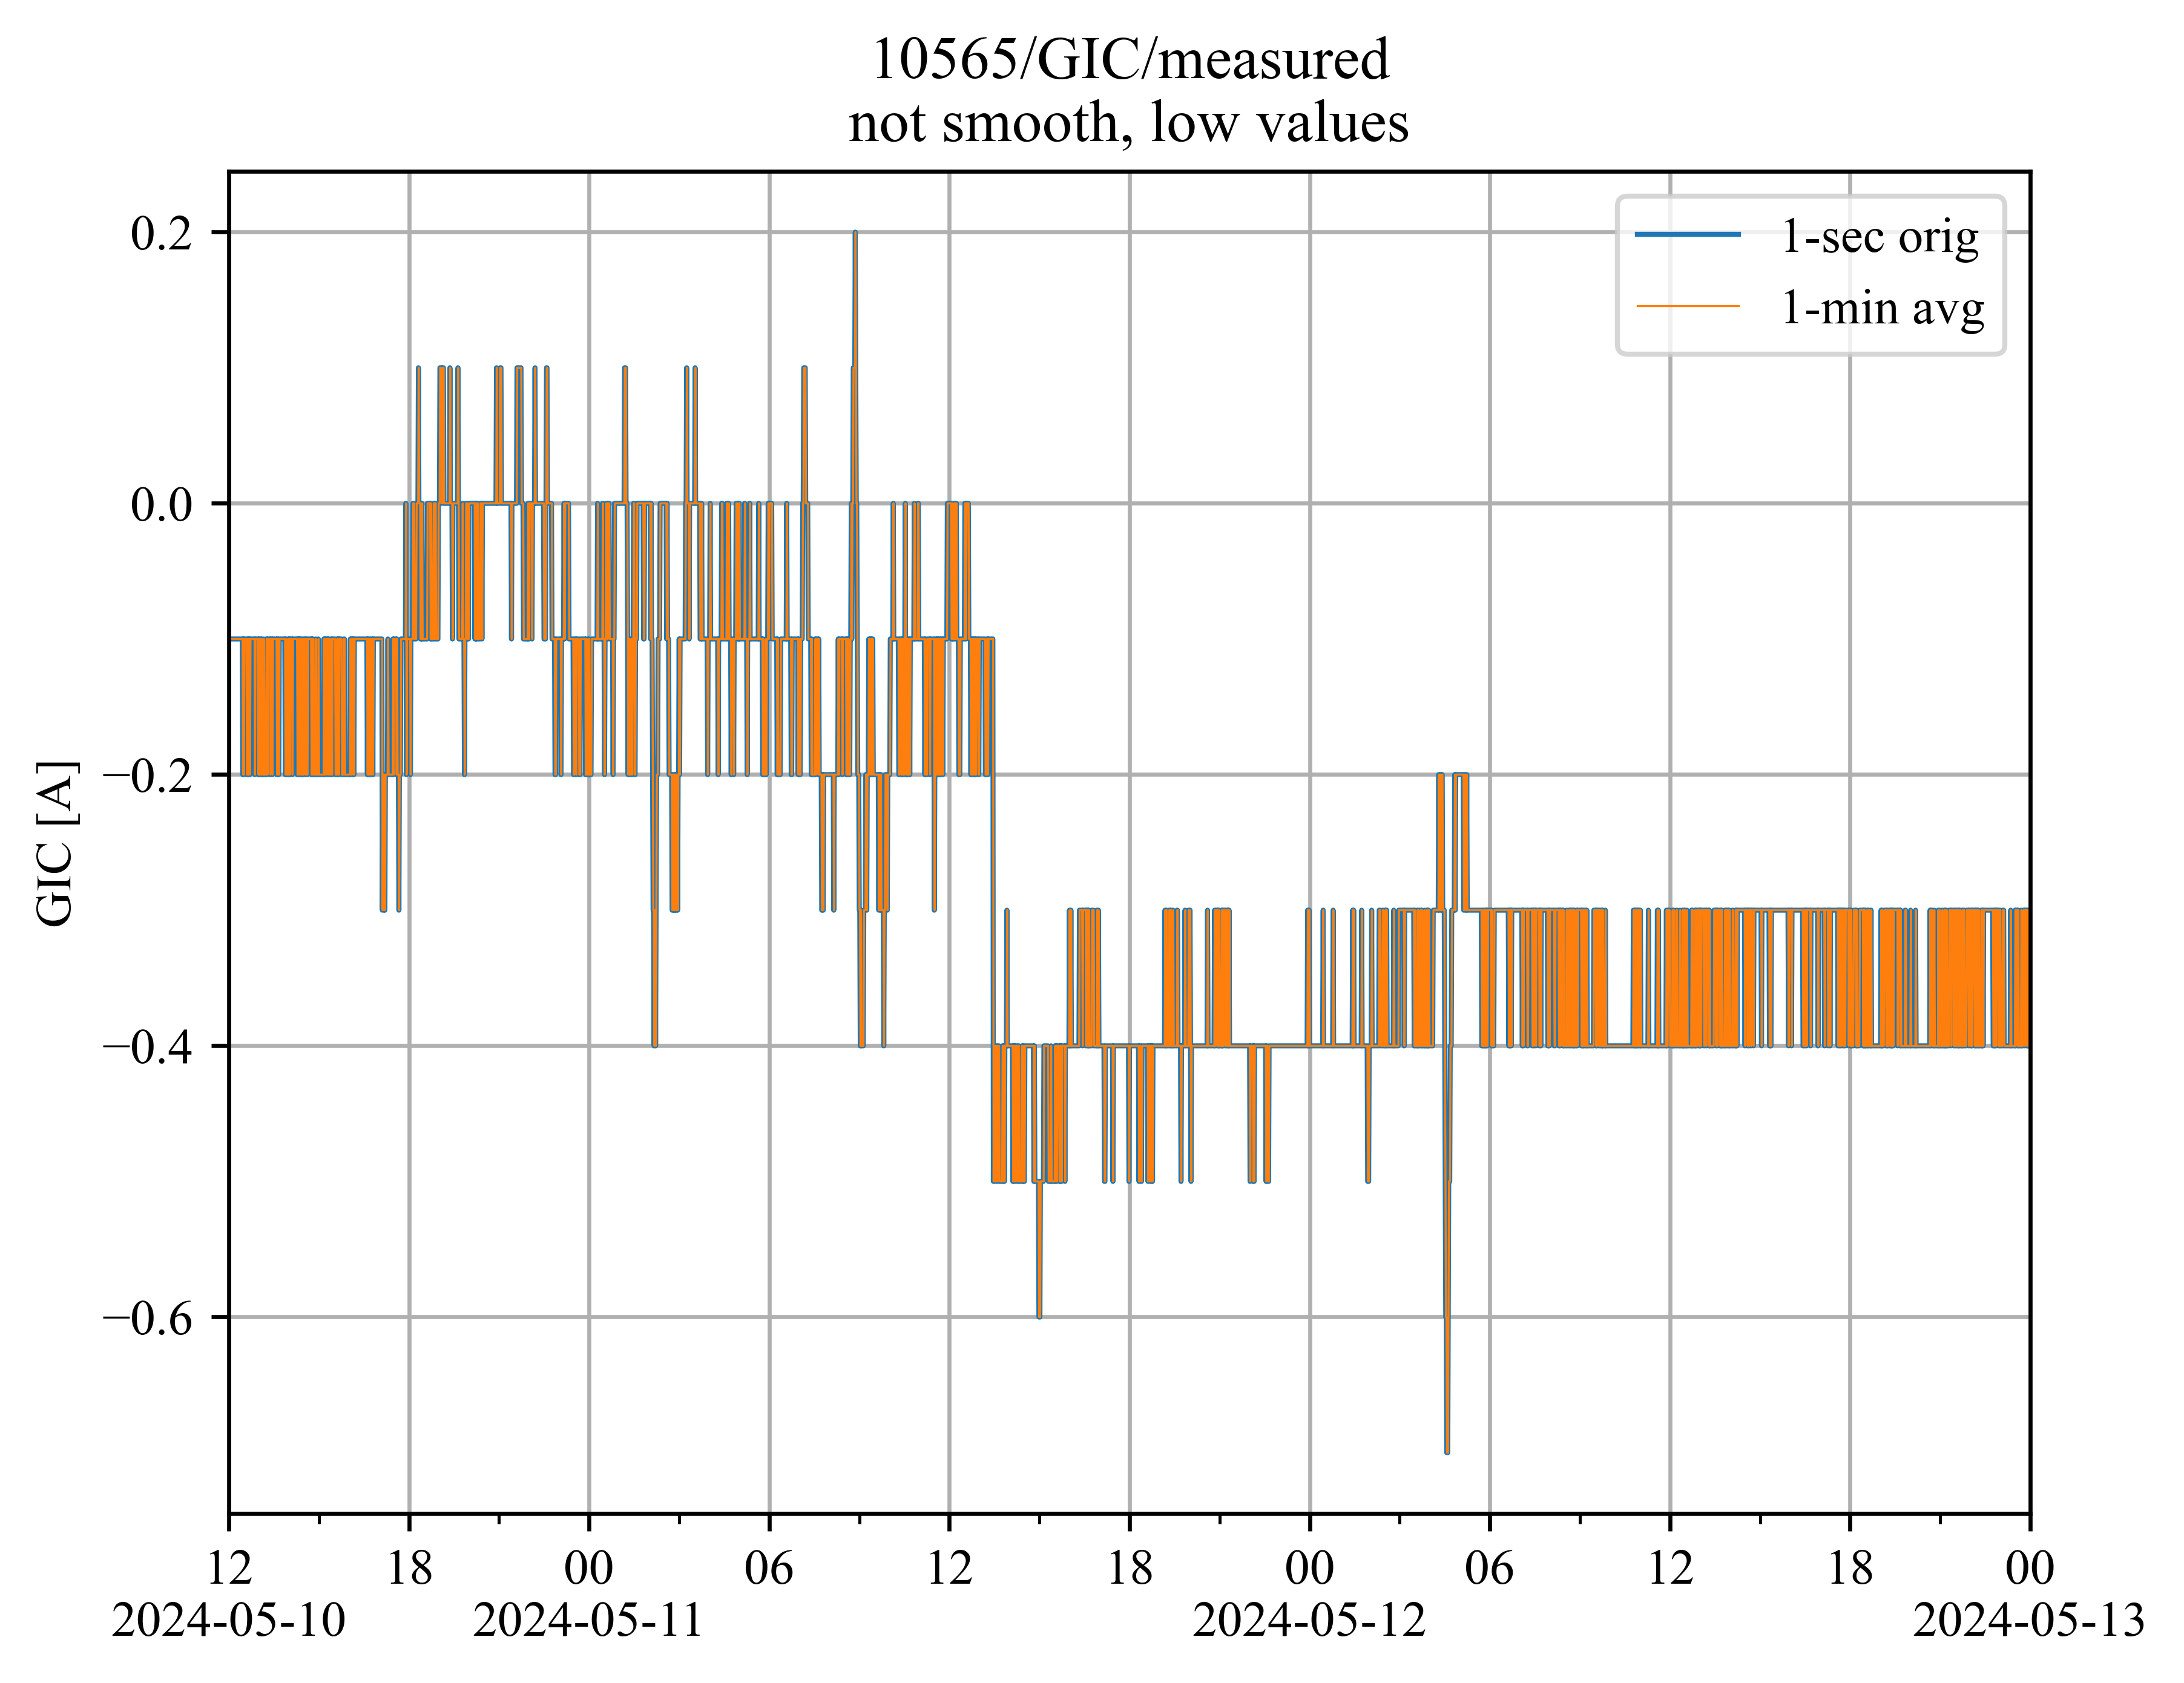 10565/GIC/measured
not smooth, low values
1-sec orig
1-min avg
GIC [A]
0.2
0.0
−0.2
−0.4
−0.6
12 18 00 06 12 18 00 06 12 18 00
2024-05-10 2024-05-11 2024-05-12 2024-05-13